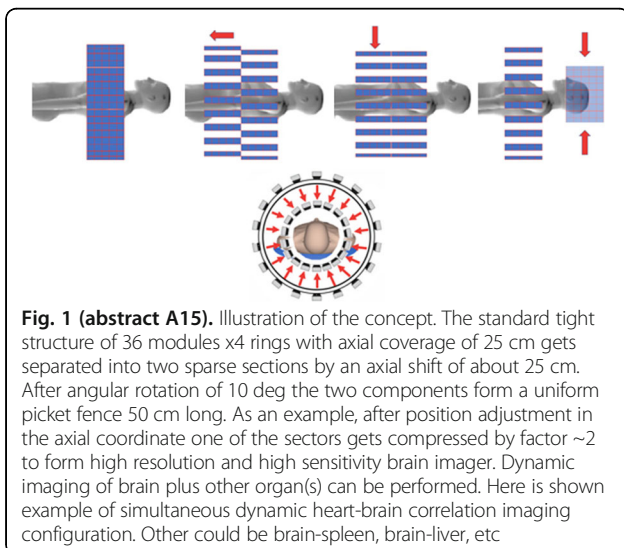 Fig. 1 (abstract A15). Illustration of the concept. The standard tight
structure of 36 modules x4 rings with axial coverage of 25 cm gets
separated into two sparse sections by an axial shift of about 25 cm.
After angular rotation of 10 deg the two components form a uniform
picket fence 50 cm long. As an example, after position adjustment in
the axial coordinate one of the sectors gets compressed by factor ~2
to form high resolution and high sensitivity brain imager. Dynamic
imaging of brain plus other organ(s) can be performed. Here is shown
example of simultaneous dynamic heart-brain correlation imaging
configuration. Other could be brain-spleen, brain-liver, etc